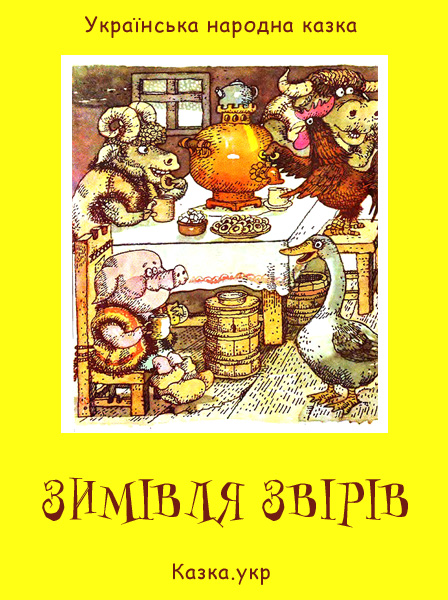 Українська народна казка
ЗИМІВЛЯ ЗВІРІВ
Казка.укр